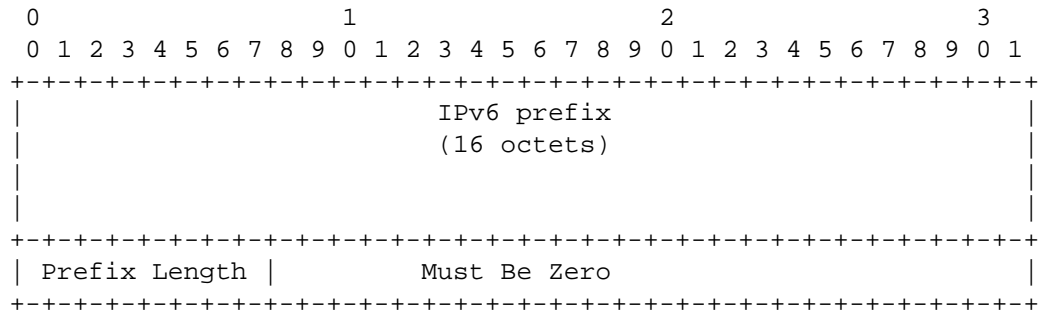 0                   1                   2                   3
 0 1 2 3 4 5 6 7 8 9 0 1 2 3 4 5 6 7 8 9 0 1 2 3 4 5 6 7 8 9 0 1
+-+-+-+-+-+-+-+-+-+-+-+-+-+-+-+-+-+-+-+-+-+-+-+-+-+-+-+-+-+-+-+-+
|                          IPv6 prefix                          |
|                          (16 octets)                          |
|                                                               |
|                                                               |
+-+-+-+-+-+-+-+-+-+-+-+-+-+-+-+-+-+-+-+-+-+-+-+-+-+-+-+-+-+-+-+-+
| Prefix Length |         Must Be Zero                          |
+-+-+-+-+-+-+-+-+-+-+-+-+-+-+-+-+-+-+-+-+-+-+-+-+-+-+-+-+-+-+-+-+